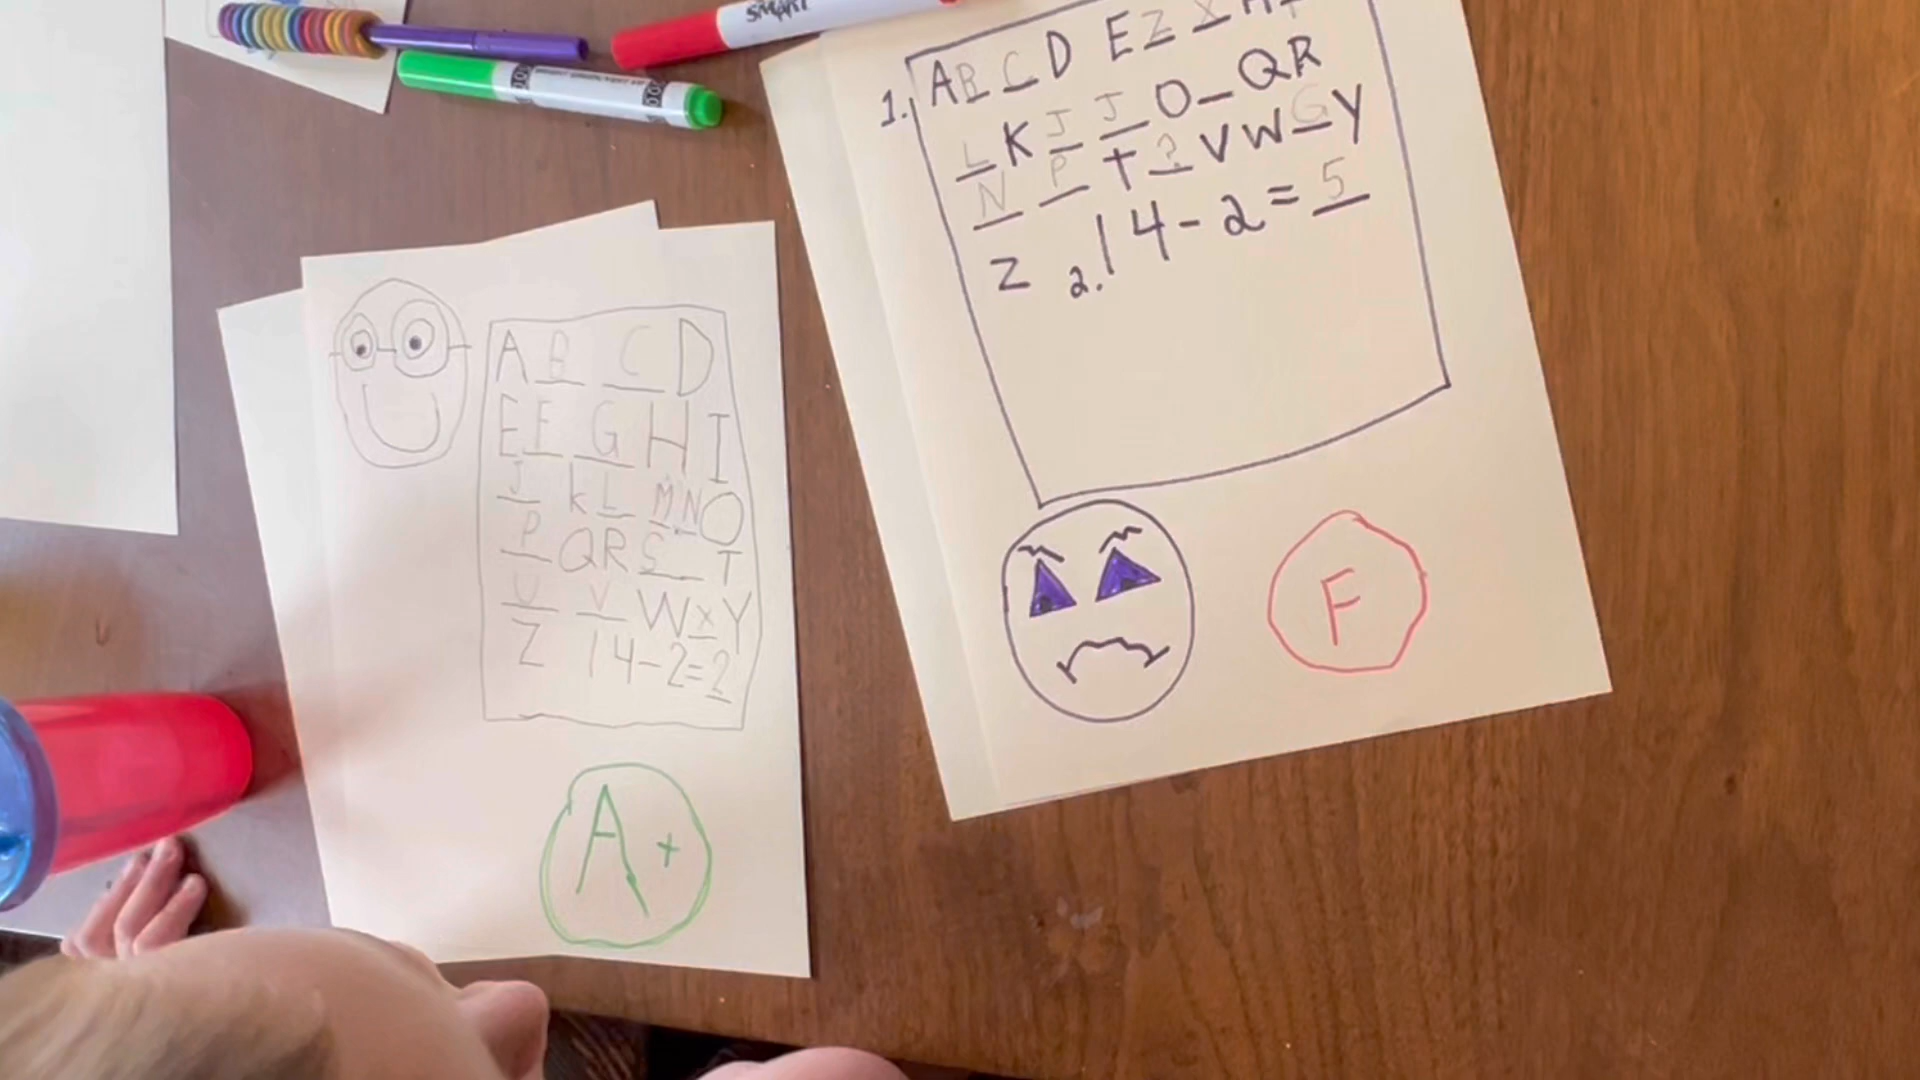 A B C D
E F G H I
J K L M N O
P Q R S T
U V W X Y
Z 14-2=2
A+
SMART
1. A B C D E Z X H
L K J J O _ Q R
N P T ? V W G Y
Z 2. 14-2=5
F